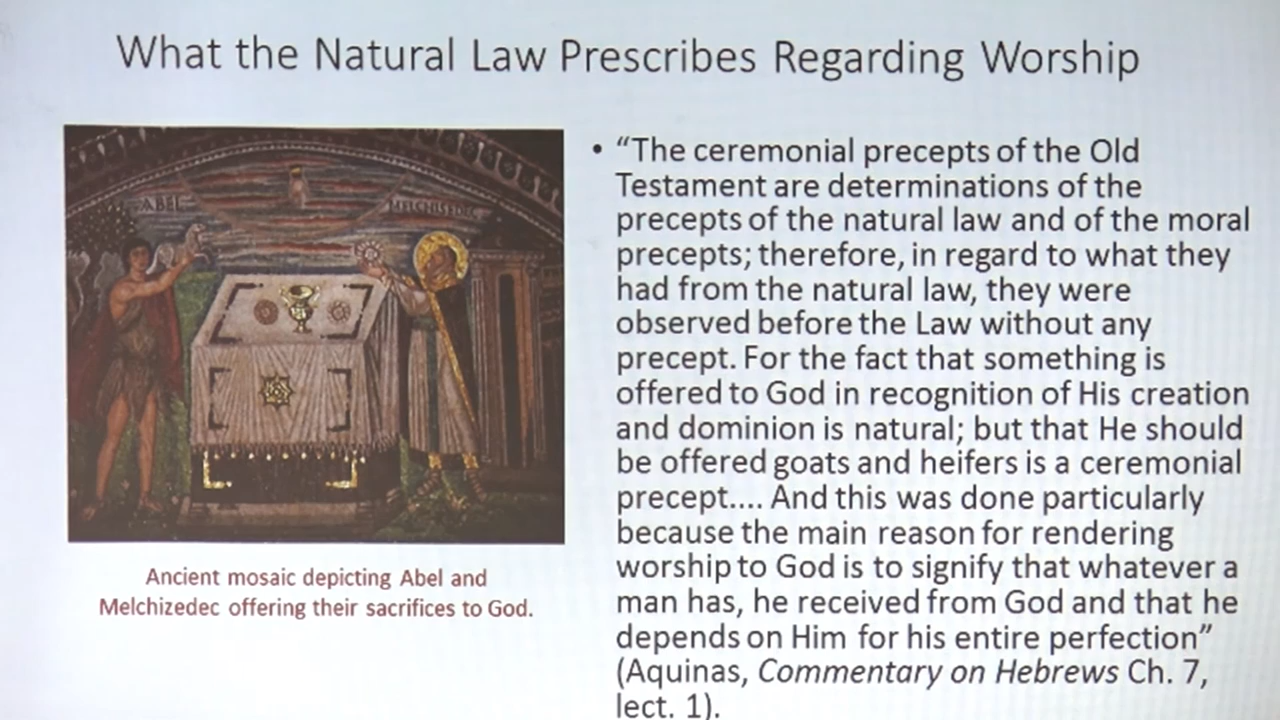 What the Natural Law Prescribes Regarding Worship
ABEL
MELCHISEDEC
Ancient mosaic depicting Abel and
Melchizedec offering their sacrifices to God.
• “The ceremonial precepts of the Old
Testament are determinations of the
precepts of the natural law and of the moral
precepts; therefore, in regard to what they
had from the natural law, they were
observed before the Law without any
precept. For the fact that something is
offered to God in recognition of His creation
and dominion is natural; but that He should
be offered goats and heifers is a ceremonial
precept.... And this was done particularly
because the main reason for rendering
worship to God is to signify that whatever a
man has, he received from God and that he
depends on Him for his entire perfection”
(Aquinas, Commentary on Hebrews Ch. 7,
lect. 1).